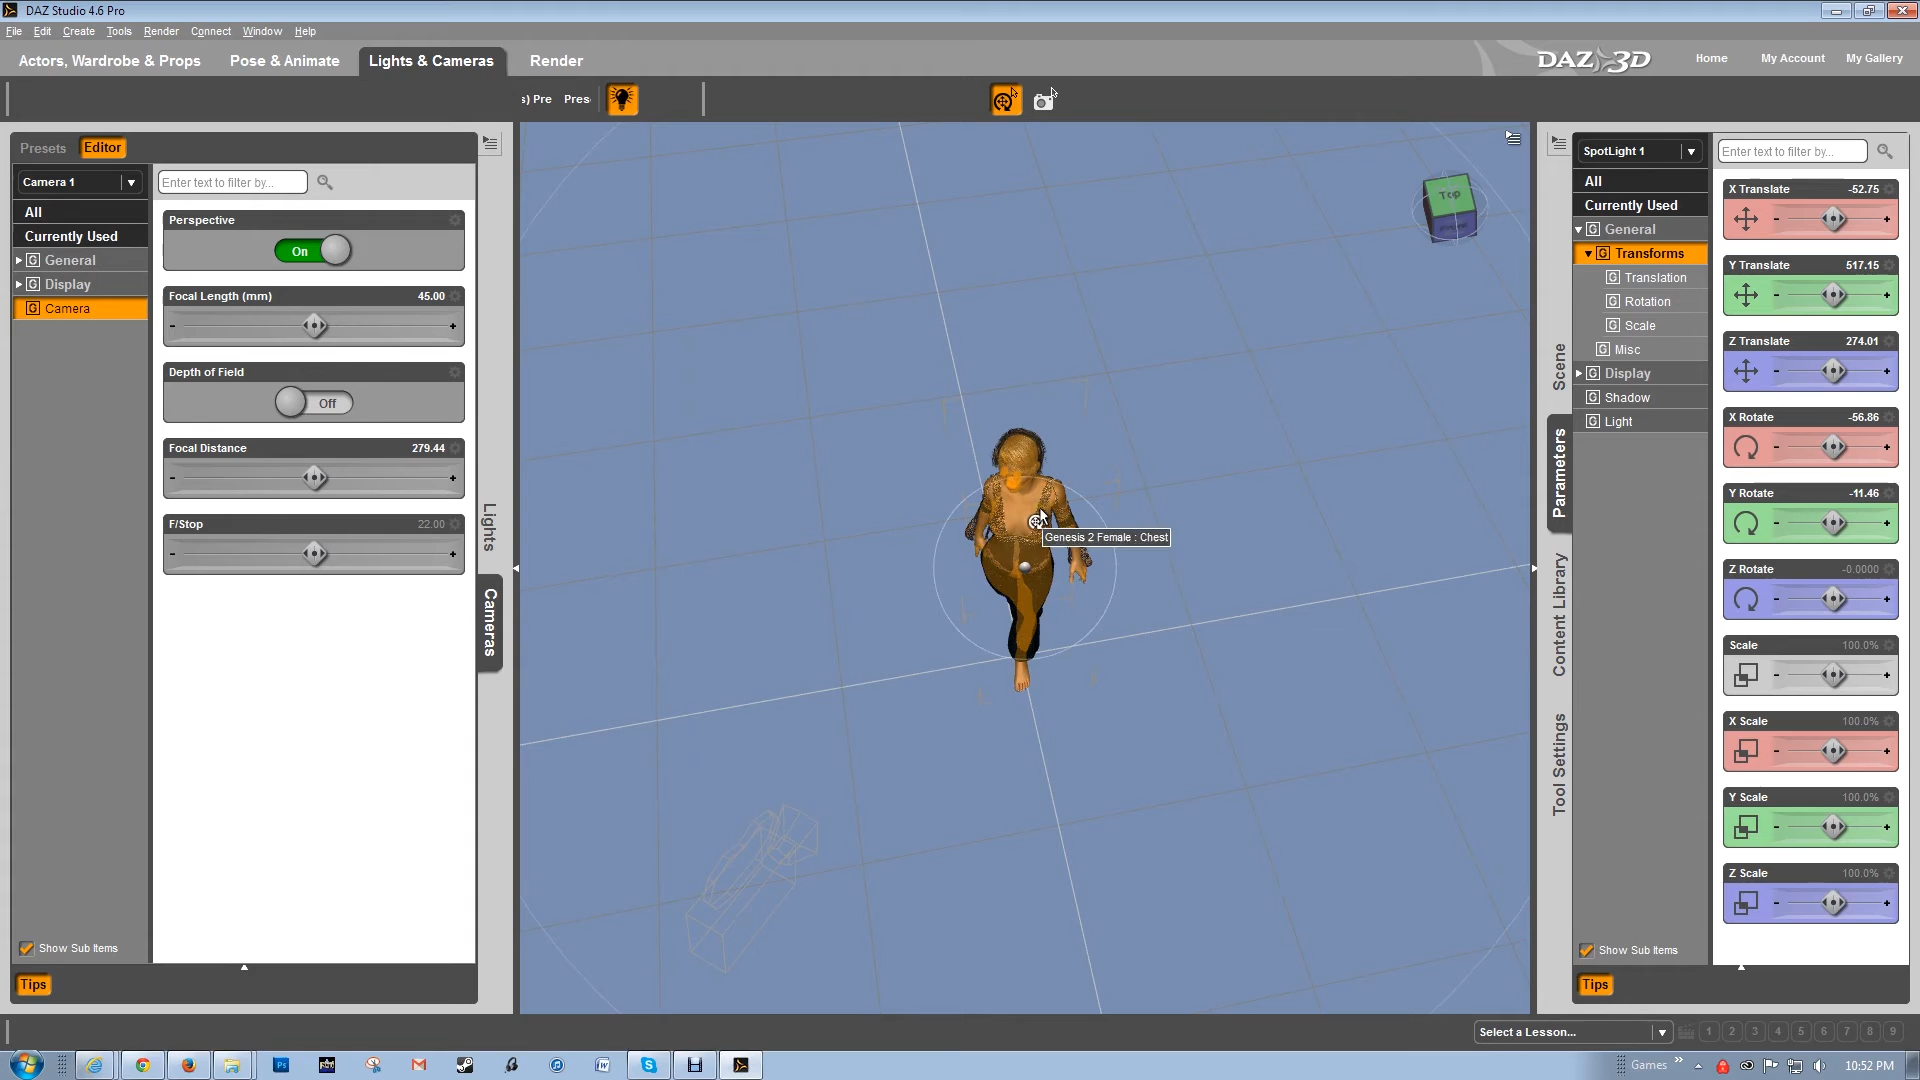 DAZ Studio 4.6 Pro
File Edit Create Tools Render Connect Window Help
Actors, Wardrobe & Props Pose & Animate Lights & Cameras Render
DAZ 3D
Home My Account My Gallery
s) Pre Pres
Presets Editor
Camera 1
Enter text to filter by...
All
Currently Used
General
Display
Camera
Perspective
On
Focal Length (mm) 45.00
Depth of Field
Off
Focal Distance 279.44
F/Stop 22.00
Show Sub Items
Tips
Lights
Cameras
Top
Genesis 2 Female : Chest
Scene
Parameters
Content Library
Tool Settings
SpotLight 1
Enter text to filter by...
All
Currently Used
General
Transforms
Translation
Rotation
Scale
Misc
Display
Shadow
Light
X Translate -52.75
Y Translate 517.15
Z Translate 274.01
X Rotate -56.86
Y Rotate -11.46
Z Rotate -0.0000
Scale 100.0%
X Scale 100.0%
Y Scale 100.0%
Z Scale 100.0%
Show Sub Items
Tips
Select a Lesson... 1 2 3 4 5 6 7 8 9
Games 10:52 PM